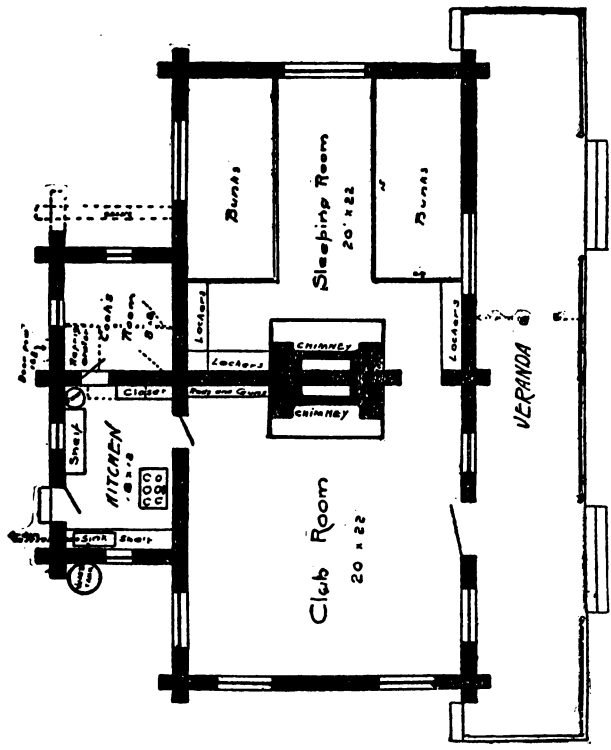 Bunks
Sleeping Room
20' x 22
Bunks
Cooks
Room
Lockers
Lockers
Lockers
CHIMNEY
CHIMNEY
VERANDA
Closet
Rods and Guns
Shelf
KITCHEN
Sink Shelf
Club Room
20 x 22